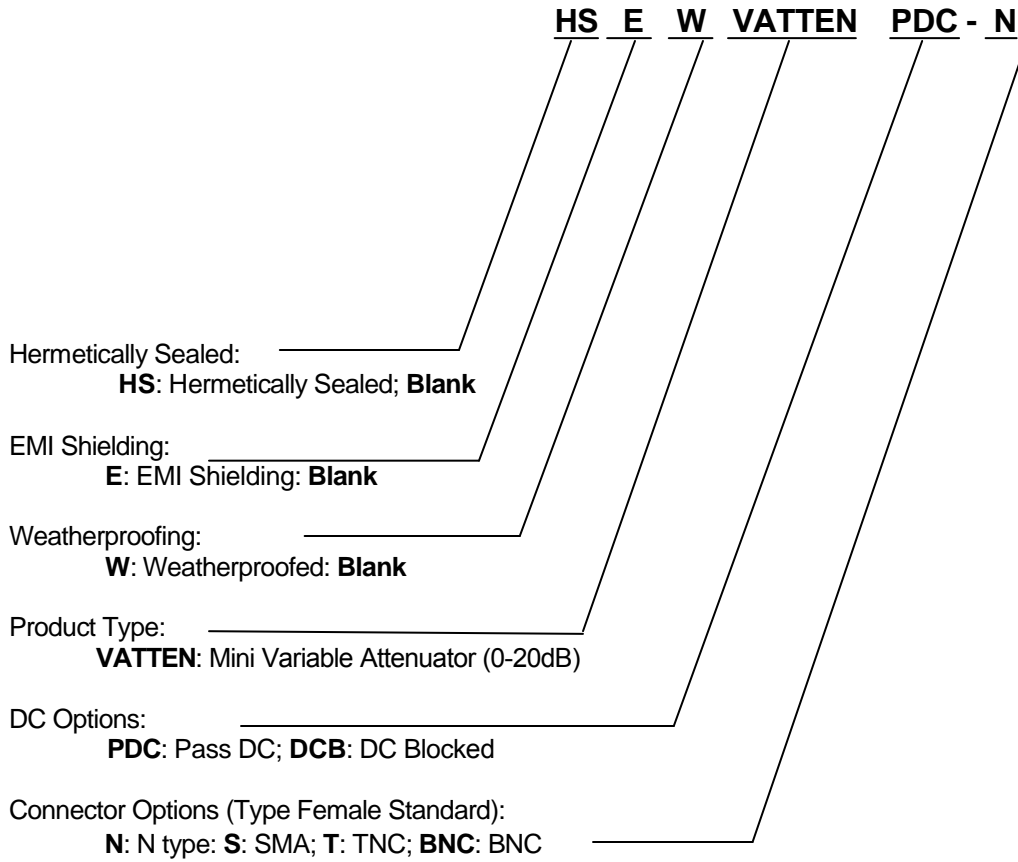 HS E W VATTEN PDC - N
Hermetically Sealed:
HS: Hermetically Sealed; Blank
EMI Shielding:
E: EMI Shielding: Blank
Weatherproofing:
W: Weatherproofed: Blank
Product Type:
VATTEN: Mini Variable Attenuator (0-20dB)
DC Options:
PDC: Pass DC; DCB: DC Blocked
Connector Options (Type Female Standard):
N: N type: S: SMA; T: TNC; BNC: BNC